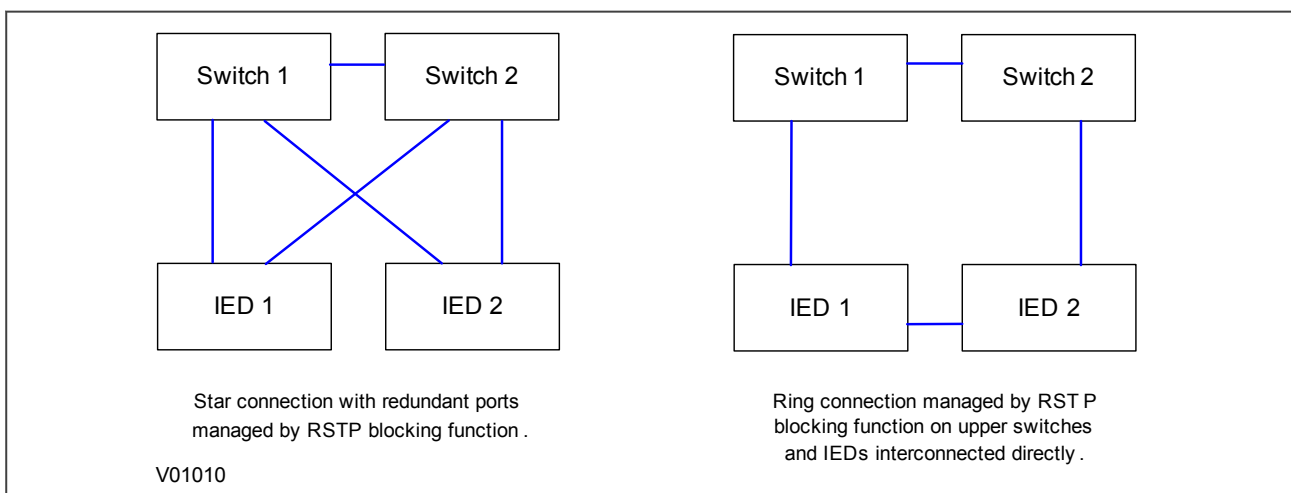 Switch 1
Switch 2
IED 1
IED 2
Star connection with redundant ports
managed by RSTP blocking function .
Switch 1
Switch 2
IED 1
IED 2
Ring connection managed by RST P
blocking function on upper switches
and IEDs interconnected directly .
V01010